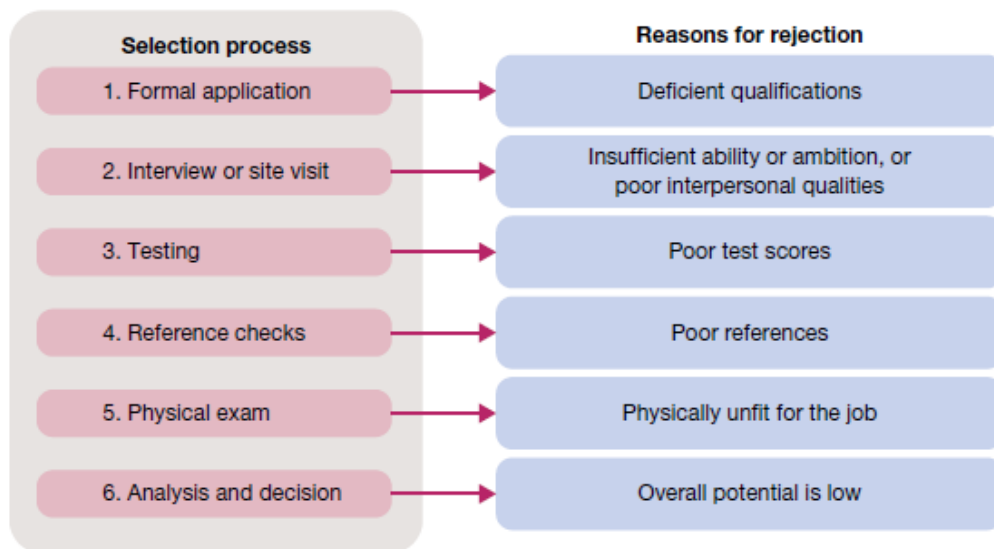 Selection process
Reasons for rejection
1. Formal application
Deficient qualifications
2. Interview or site visit
Insufficient ability or ambition, or
poor interpersonal qualities
3. Testing
Poor test scores
4. Reference checks
Poor references
5. Physical exam
Physically unfit for the job
6. Analysis and decision
Overall potential is low